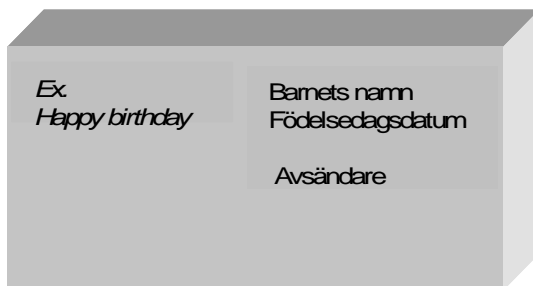 Ex.
Happy birthday
Barnets namn
Födelsedagsdatum
Avsändare